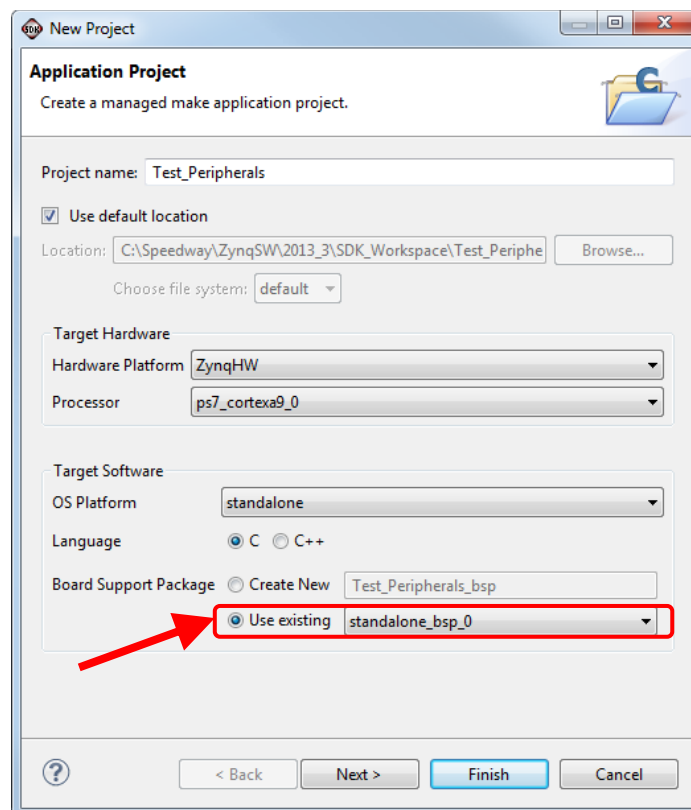 SDK New Project
Application Project
Create a managed make application project.
C
Project name: Test_Peripherals
Use default location
Location: C:\Speedway\ZynqSW\2013_3\SDK_Workspace\Test_Periphe Browse...
Choose file system: default
Target Hardware
Hardware Platform ZynqHW
Processor ps7_cortexa9_0
Target Software
OS Platform standalone
Language C C++
Board Support Package Create New Test_Peripherals_bsp
Use existing standalone_bsp_0
? < Back Next > Finish Cancel